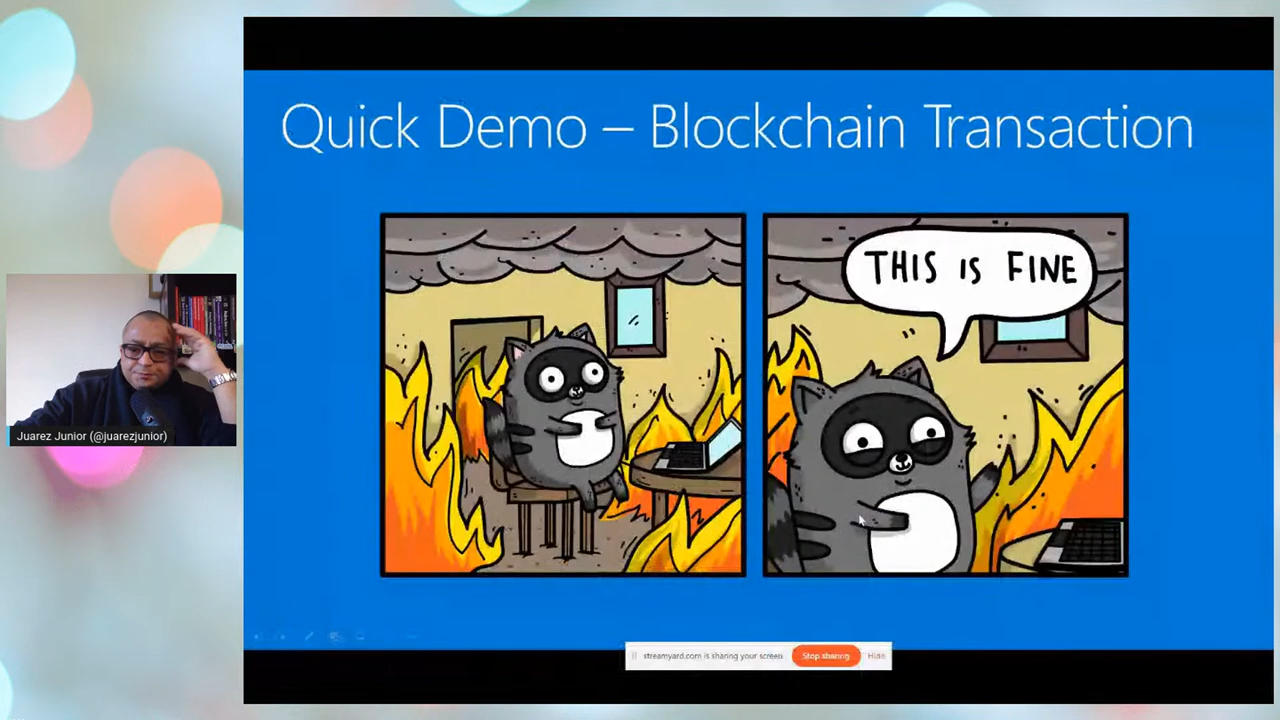 Quick Demo – Blockchain Transaction
THIS IS FINE
Juarez Junior (@juarezjunior)
streamyard.com is sharing your screen
Stop sharing
Hide